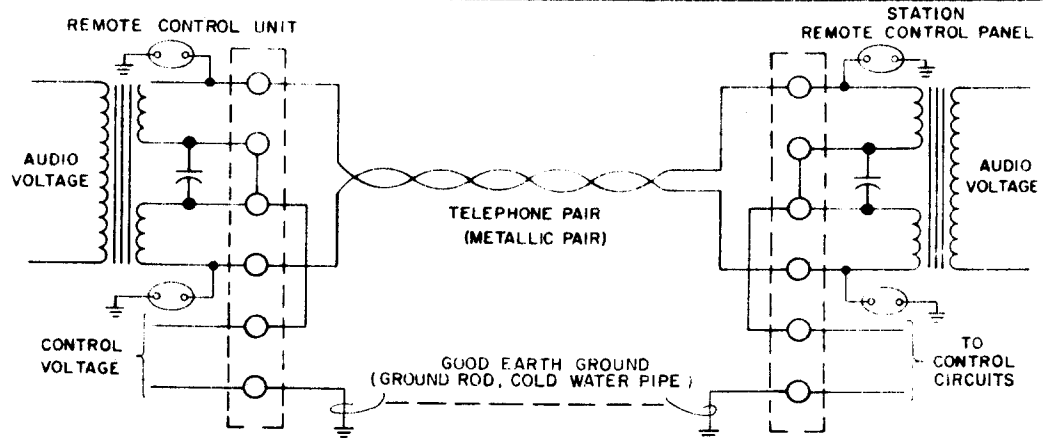 REMOTE CONTROL UNIT
STATION
REMOTE CONTROL PANEL
AUDIO
VOLTAGE
AUDIO
VOLTAGE
TELEPHONE PAIR
(METALLIC PAIR)
CONTROL
VOLTAGE
GOOD EARTH GROUND
(GROUND ROD, COLD WATER PIPE)
TO
CONTROL
CIRCUITS